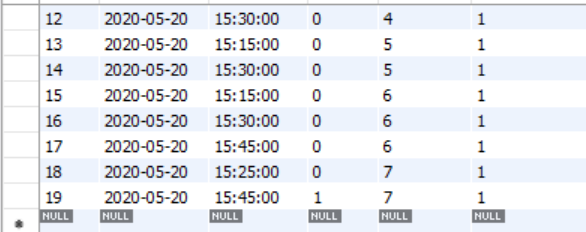 12 2020-05-20 15:30:00 0 4 1
13 2020-05-20 15:15:00 0 5 1
14 2020-05-20 15:30:00 0 5 1
15 2020-05-20 15:15:00 0 6 1
16 2020-05-20 15:30:00 0 6 1
17 2020-05-20 15:45:00 0 6 1
18 2020-05-20 15:25:00 0 7 1
19 2020-05-20 15:45:00 1 7 1
NULL NULL NULL NULL NULL NULL